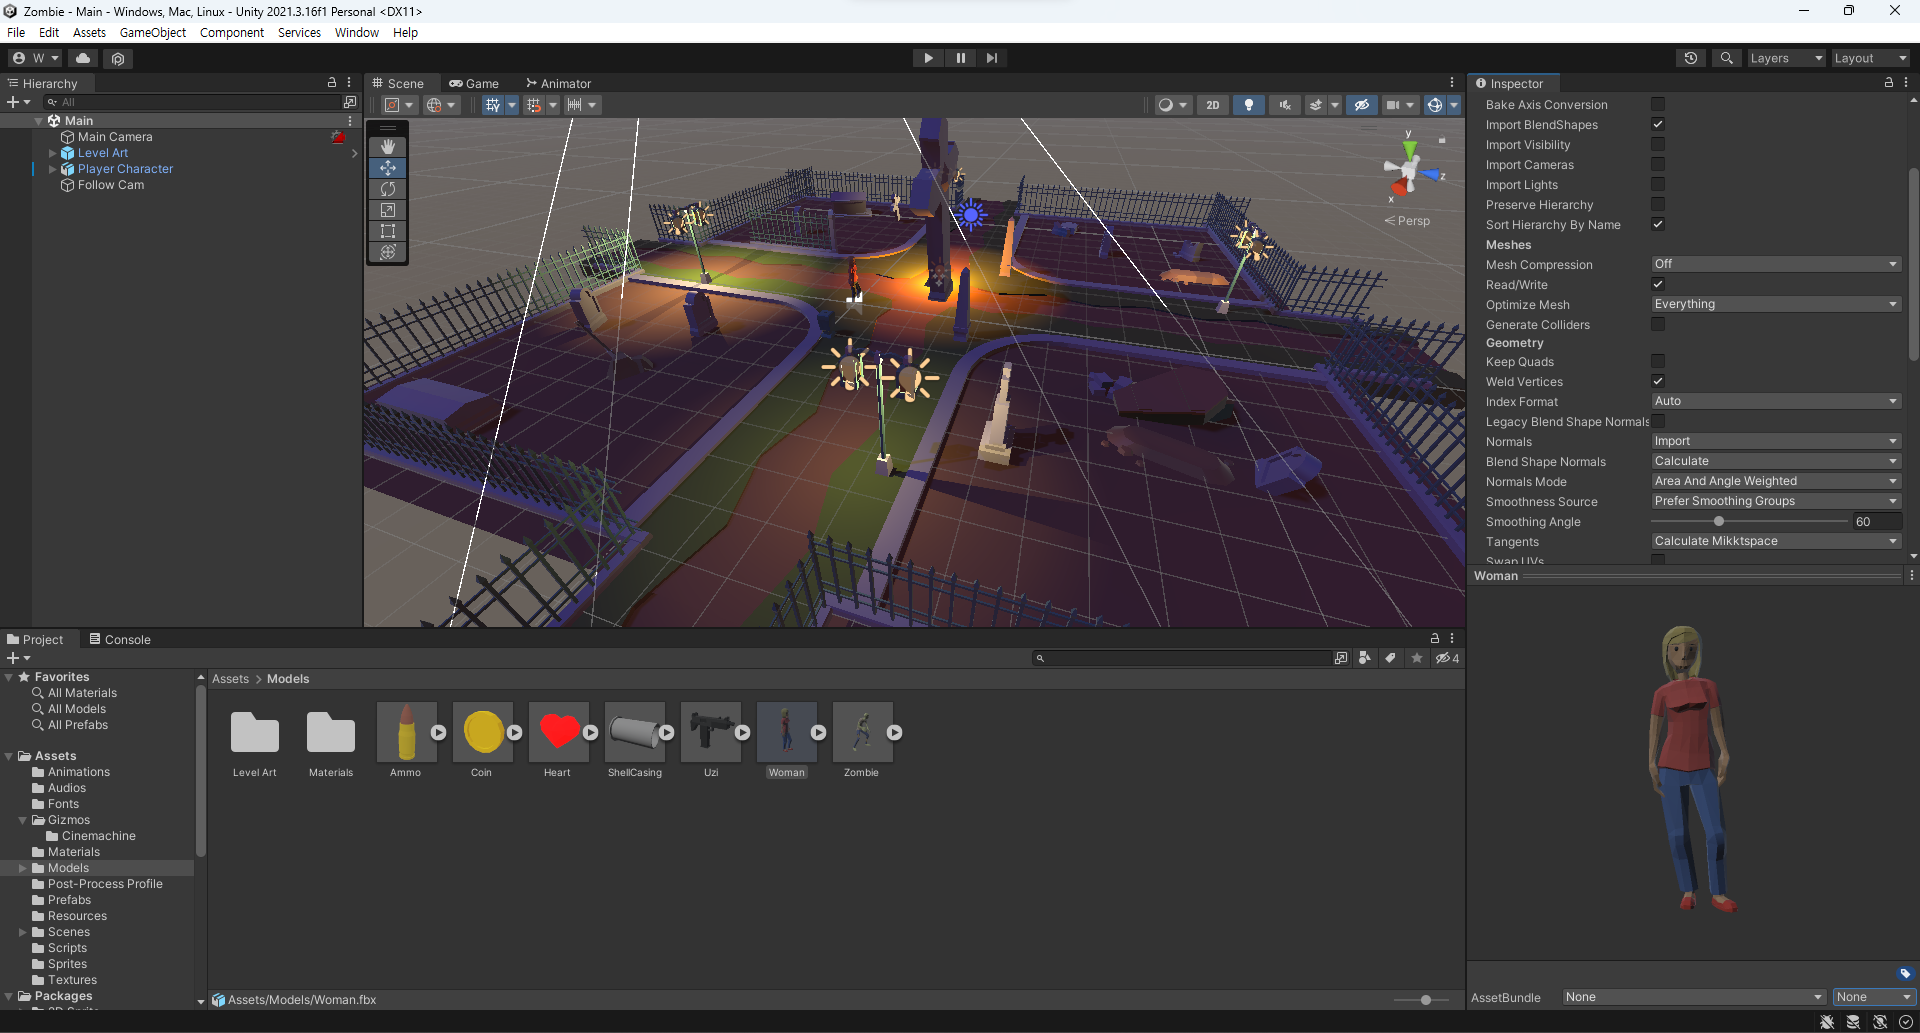 Zombie - Main - Windows, Mac, Linux - Unity 2021.3.16f1 Personal <DX11>
File Edit Assets GameObject Component Services Window Help
W
Layers Layout
Hierarchy
All
Main
Main Camera
Level Art
Player Character
Follow Cam
Scene Game Animator
2D
y
z
x
Persp
Inspector
Bake Axis Conversion
Import BlendShapes
Import Visibility
Import Cameras
Import Lights
Preserve Hierarchy
Sort Hierarchy By Name
Meshes
Mesh Compression Off
Read/Write
Optimize Mesh Everything
Generate Colliders
Geometry
Keep Quads
Weld Vertices
Index Format Auto
Legacy Blend Shape Normals
Normals Import
Blend Shape Normals Calculate
Normals Mode Area And Angle Weighted
Smoothness Source Prefer Smoothing Groups
Smoothing Angle 60
Tangents Calculate Mikktspace
Swap UVs
Woman
AssetBundle None None
Project Console
4
Favorites
All Materials
All Models
All Prefabs
Assets
Animations
Audios
Fonts
Gizmos
Cinemachine
Materials
Models
Post-Process Profile
Prefabs
Resources
Scenes
Scripts
Sprites
Textures
Packages
Assets > Models
Level Art Materials Ammo Coin Heart ShellCasing Uzi Woman Zombie
Assets/Models/Woman.fbx